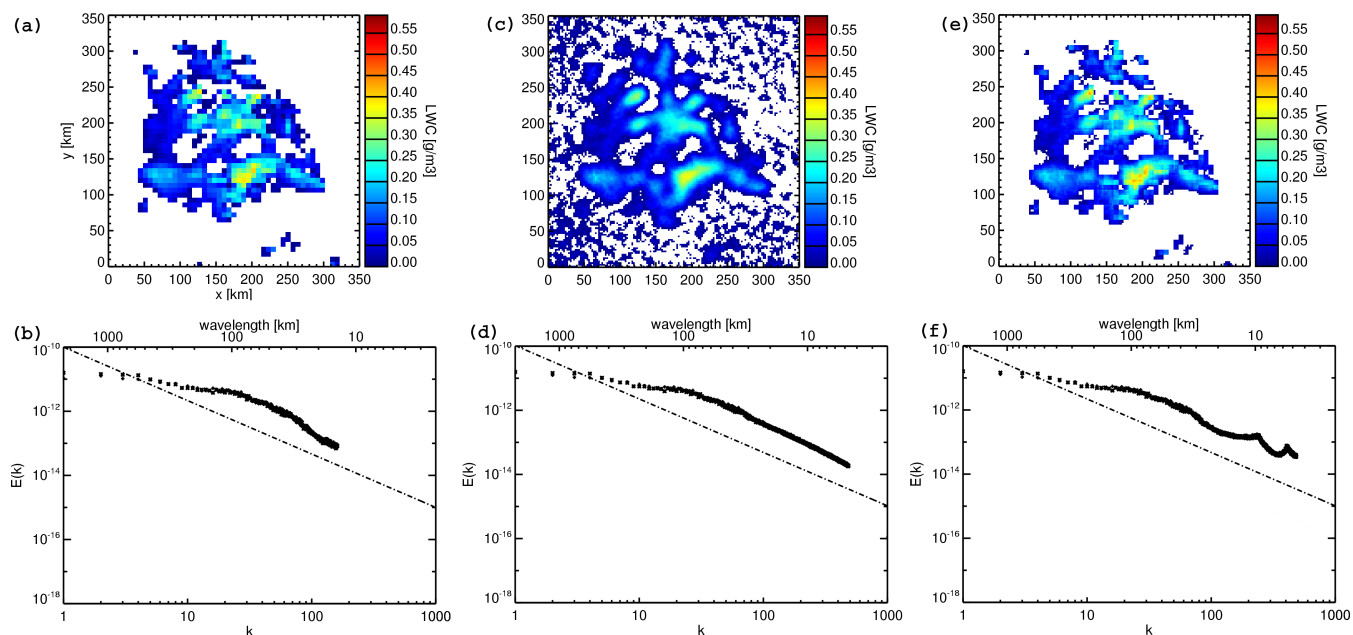 (a)
350
300
250
200
150
100
50
0
y [km]
0 50 100 150 200 250 300 350
x [km]
0.55
0.50
0.45
0.40
0.35
0.30
0.25
0.20
0.15
0.10
0.05
0.00
LWC [g/m3]
(c)
350
300
250
200
150
100
50
0
0 50 100 150 200 250 300 350
0.55
0.50
0.45
0.40
0.35
0.30
0.25
0.20
0.15
0.10
0.05
0.00
LWC [g/m3]
(e)
350
300
250
200
150
100
50
0
0 50 100 150 200 250 300 350
0.55
0.50
0.45
0.40
0.35
0.30
0.25
0.20
0.15
0.10
0.05
0.00
LWC [g/m3]
(b)
wavelength [km]
1000 100 10
10-10
10-12
10-14
10-16
10-18
E(k)
1 10 100 1000
k
(d)
wavelength [km]
1000 100 10
10-10
10-12
10-14
10-16
10-18
E(k)
1 10 100 1000
k
(f)
wavelength [km]
1000 100 10
10-10
10-12
10-14
10-16
10-18
E(k)
1 10 100 1000
k